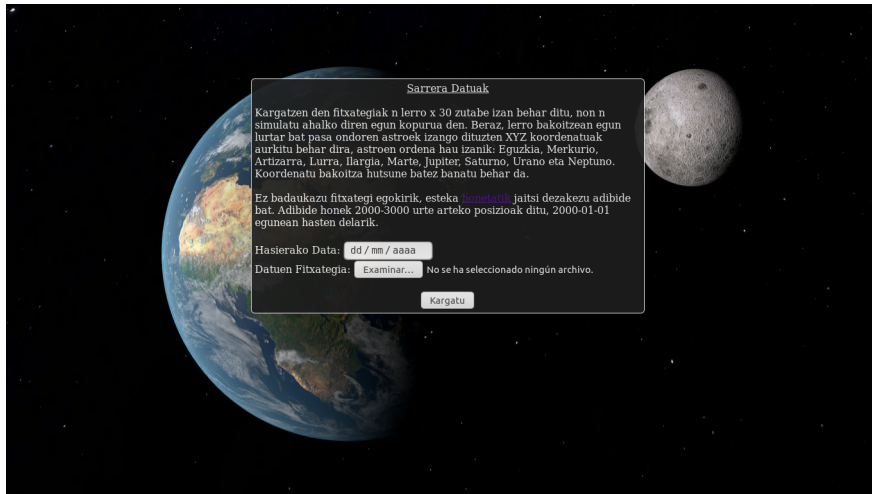 Sarrera Datuak
Kargatzen den fitxategiak n lerro x 30 zutabe izan behar ditu, non n
simulatu ahalko diren egun kopurua den. Beraz, lerro bakoitzean egun
lurtar bat pasa ondoren astroek izango dituzten XYZ koordenatuak
aurkitu behar dira, astroen ordena hau izanik: Eguzkia, Merkurio,
Artizarra, Lurra, Ilargia, Marte, Jupiter, Saturno, Urano eta Neptuno.
Koordenatu bakoitza hutsune batez banatu behar da.
Ez badaukazu fitxategi egokirik, esteka honetatik jaitsi dezakezu adibide
bat. Adibide honek 2000-3000 urte arteko posizioak ditu, 2000-01-01
egunean hasten delarik.
Hasierako Data: dd / mm / aaaa
Datuen Fitxategia: Examinar... No se ha seleccionado ningún archivo.
Kargatu